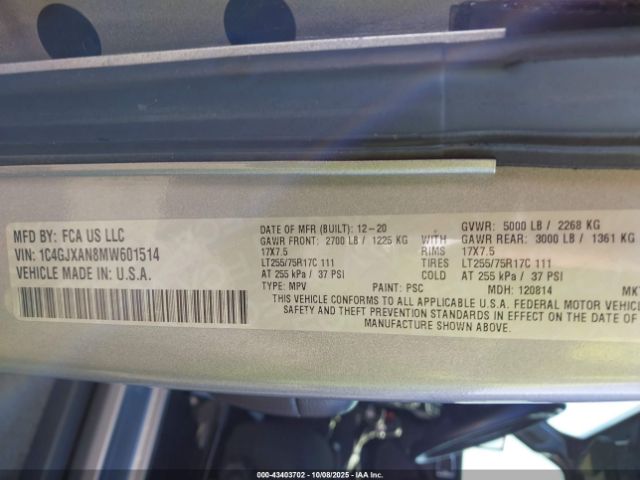 MFD BY: FCA US LLC
VIN: 1C4GJXAN8MW601514
VEHICLE MADE IN U.S.A.
DATE OF MFR (BUILT): 12-20 GVWR: 5000 LB / 2268 KG
GAWR FRONT: 2700 LB / 1225 KG WITH GAWR REAR: 3000 LB / 1361 KG
17X7.5 RIMS 17X7.5
LT255/75R17C 111 TIRES LT255/75R17C 111
AT 255 kPa / 37 PSI COLD AT 255 kPa / 37 PSI
TYPE: MPV PAINT: PSC MDH: 120814 MKT
THIS VEHICLE CONFORMS TO ALL APPLICABLE U.S.A. FEDERAL MOTOR VEHICLE
SAFETY AND THEFT PREVENTION STANDARDS IN EFFECT ON THE DATE OF
MANUFACTURE SHOWN ABOVE.
000-43403702 - 10/08/2025 - IAAI.com